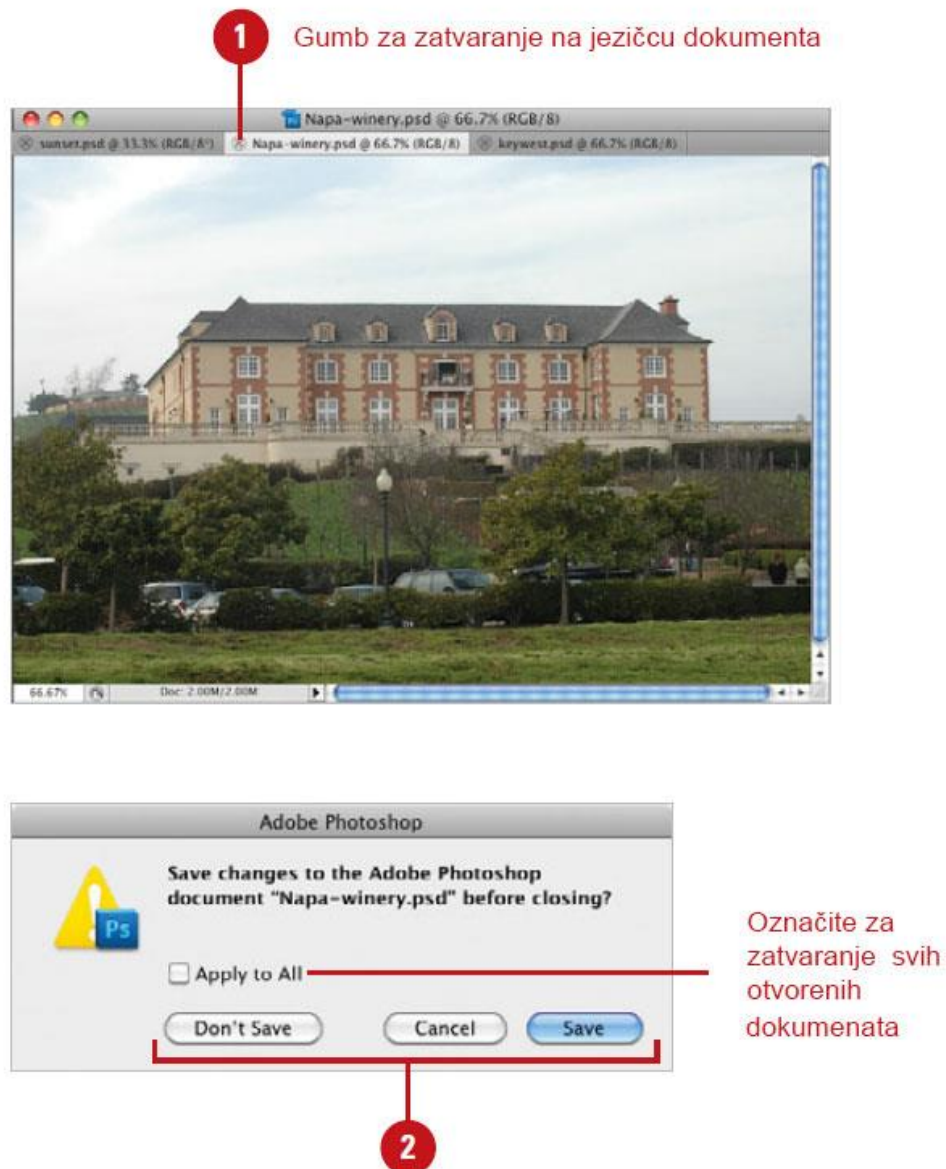 1 Gumb za zatvaranje na jezičcu dokumenta
Napa-winery.psd @ 66.7% (RGB/8)
sunset.psd @ 33.3% (RGB/8*) Napa-winery.psd @ 66.7% (RGB/8) keywest.psd @ 66.7% (RGB/8)
66.67% Doc: 2.00M/2.00M
Adobe Photoshop
Save changes to the Adobe Photoshop
document “Napa-winery.psd” before closing?
Ps
Apply to All
Označite za
zatvaranje svih
otvorenih
dokumenata
Don't Save Cancel Save
2